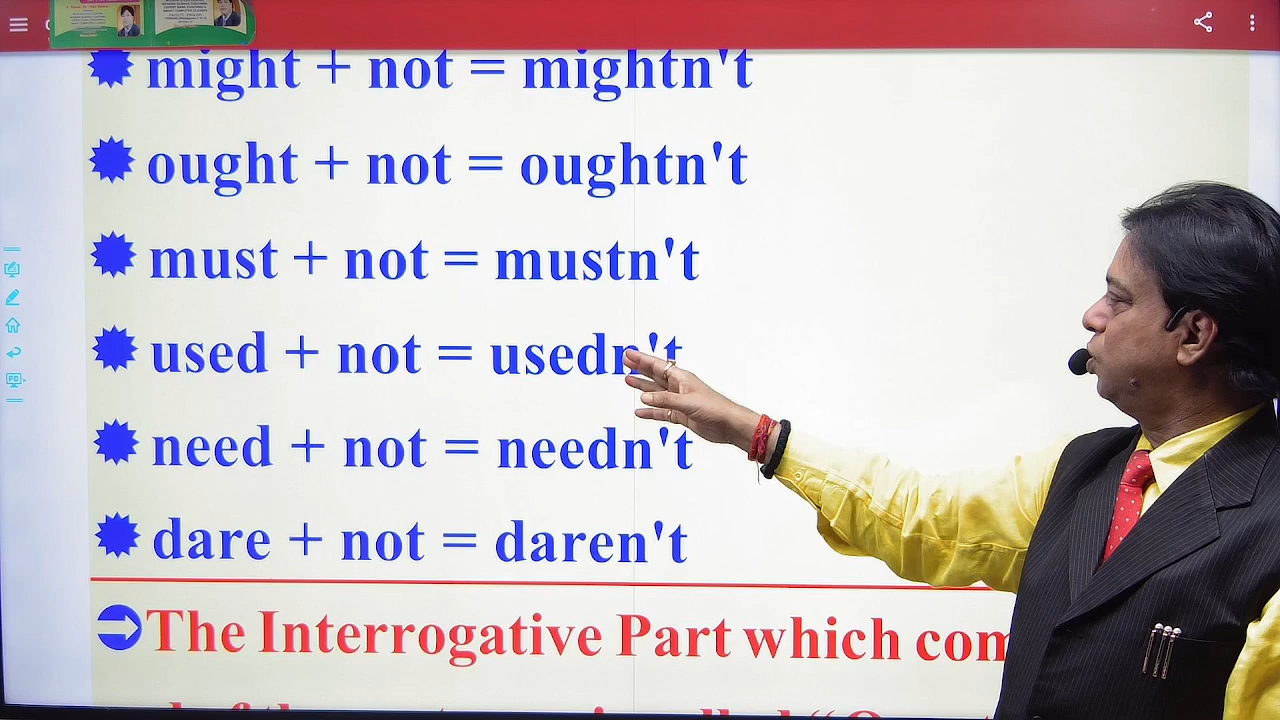 might + not = mightn't
ought + not = oughtn't
must + not = mustn't
used + not = usedn't
need + not = needn't
dare + not = daren't
The Interrogative Part which com